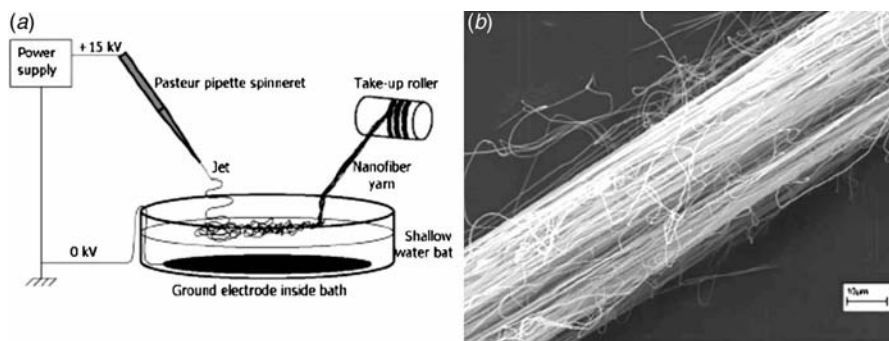 (a)
Power
supply
+15 kV
Pasteur pipette spinneret
Take-up roller
Jet
Nanofiber
yarn
0 kV
Shallow
water bat
Ground electrode inside bath
(b)
10µm